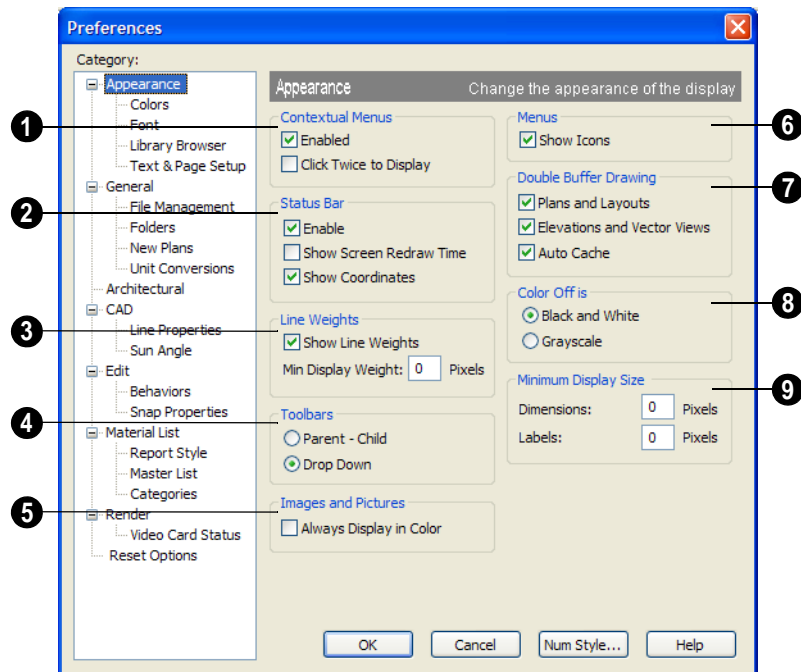 Preferences
Category:
Appearance
Colors
Font
Library Browser
Text & Page Setup
General
File Management
Folders
New Plans
Unit Conversions
Architectural
CAD
Line Properties
Sun Angle
Edit
Behaviors
Snap Properties
Material List
Report Style
Master List
Categories
Render
Video Card Status
Reset Options
Appearance Change the appearance of the display
1
Contextual Menus
Enabled
Click Twice to Display
2
Status Bar
Enable
Show Screen Redraw Time
Show Coordinates
3
Line Weights
Show Line Weights
Min Display Weight: 0 Pixels
4
Toolbars
Parent - Child
Drop Down
5
Images and Pictures
Always Display in Color
Menus
6
Show Icons
Double Buffer Drawing
7
Plans and Layouts
Elevations and Vector Views
Auto Cache
Color Off is
8
Black and White
Grayscale
Minimum Display Size
9
Dimensions: 0 Pixels
Labels: 0 Pixels
OK Cancel Num Style... Help